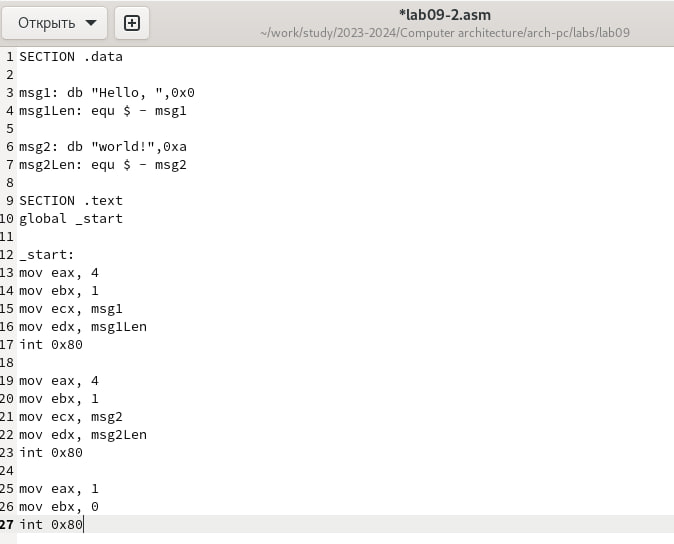 Открыть
*lab09-2.asm
~/work/study/2023-2024/Computer architecture/arch-pc/labs/lab09
1 SECTION .data
2
3 msg1: db "Hello, ",0x0
4 msg1Len: equ $ - msg1
5
6 msg2: db "world!",0xa
7 msg2Len: equ $ - msg2
8
9 SECTION .text
10 global _start
11
12 _start:
13 mov eax, 4
14 mov ebx, 1
15 mov ecx, msg1
16 mov edx, msg1Len
17 int 0x80
18
19 mov eax, 4
20 mov ebx, 1
21 mov ecx, msg2
22 mov edx, msg2Len
23 int 0x80
24
25 mov eax, 1
26 mov ebx, 0
27 int 0x80